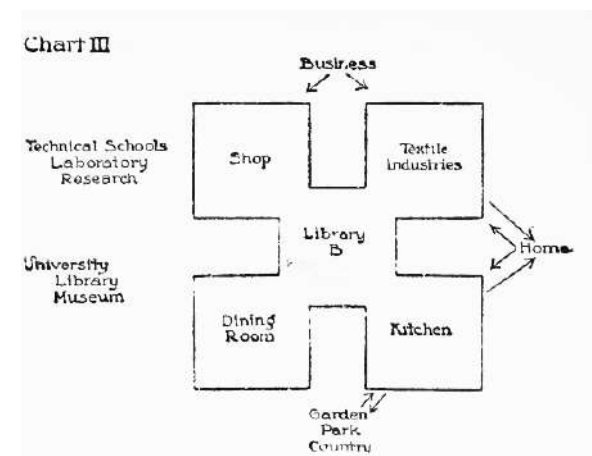 Chart III
Business
Technical Schools
Laboratory
Research
Shop
Textile
Industries
Library
B
Home
University
Library
Museum
Dining
Room
Kitchen
Garden
Park
Country